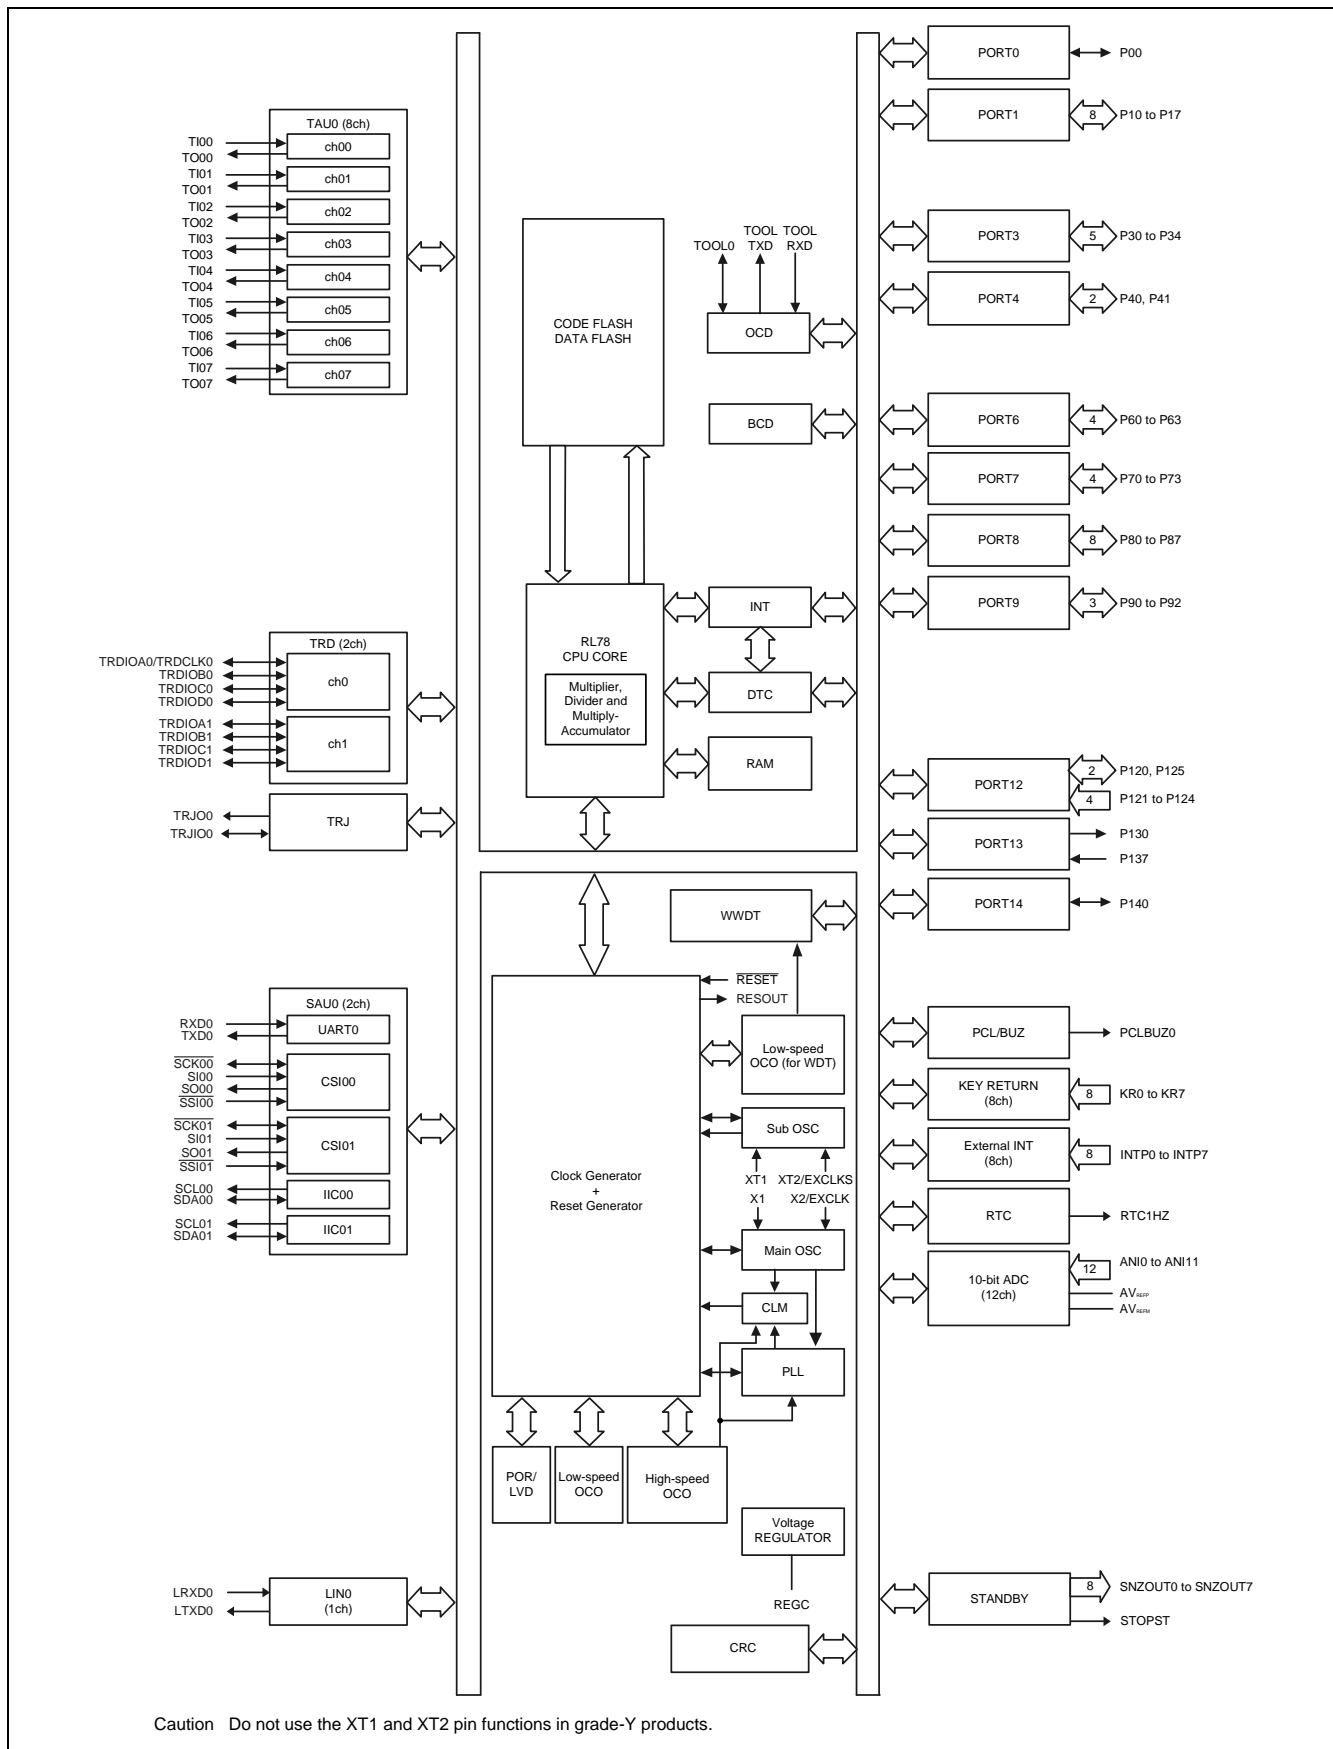 TAU0 (8ch)
TI00
TO00
ch00
TI01
TO01
ch01
TI02
TO02
ch02
TI03
TO03
ch03
TI04
TO04
ch04
TI05
TO05
ch05
TI06
TO06
ch06
TI07
TO07
ch07
TRD (2ch)
TRDIOA0/TRDCLK0
TRDIOB0
TRDIOC0
TRDIOD0
ch0
TRDIOA1
TRDIOB1
TRDIOC1
TRDIOD1
ch1
TRJO0
TRJIO0
TRJ
SAU0 (2ch)
RXD0
TXD0
UART0
SCK00
SI00
SO00
SSI00
CSI00
SCK01
SI01
SO01
SSI01
CSI01
SCL00
SDA00
IIC00
SCL01
SDA01
IIC01
LRXD0
LTXD0
LIN0
(1ch)
CODE FLASH
DATA FLASH
TOOL0
TOOL
TXD
TOOL
RXD
OCD
BCD
RL78
CPU CORE
Multiplier,
Divider and
Multiply-
Accumulator
INT
DTC
RAM
WWDT
RESET
RESOUT
Clock Generator
+
Reset Generator
Low-speed
OCO (for WDT)
Sub OSC
XT1
XT2/EXCLKS
X1
X2/EXCLK
Main OSC
CLM
PLL
POR/
LVD
Low-speed
OCO
High-speed
OCO
Voltage
REGULATOR
REGC
CRC
PORT0
P00
PORT1
8
P10 to P17
PORT3
5
P30 to P34
PORT4
2
P40, P41
PORT6
4
P60 to P63
PORT7
4
P70 to P73
PORT8
8
P80 to P87
PORT9
3
P90 to P92
PORT12
2
P120, P125
4
P121 to P124
PORT13
P130
P137
PORT14
P140
PCL/BUZ
PCLBUZ0
KEY RETURN
(8ch)
8
KR0 to KR7
External INT
(8ch)
8
INTP0 to INTP7
RTC
RTC1HZ
10-bit ADC
(12ch)
12
ANI0 to ANI11
AVREFP
AVREFM
STANDBY
8
SNZOUT0 to SNZOUT7
STOPST
Caution Do not use the XT1 and XT2 pin functions in grade-Y products.